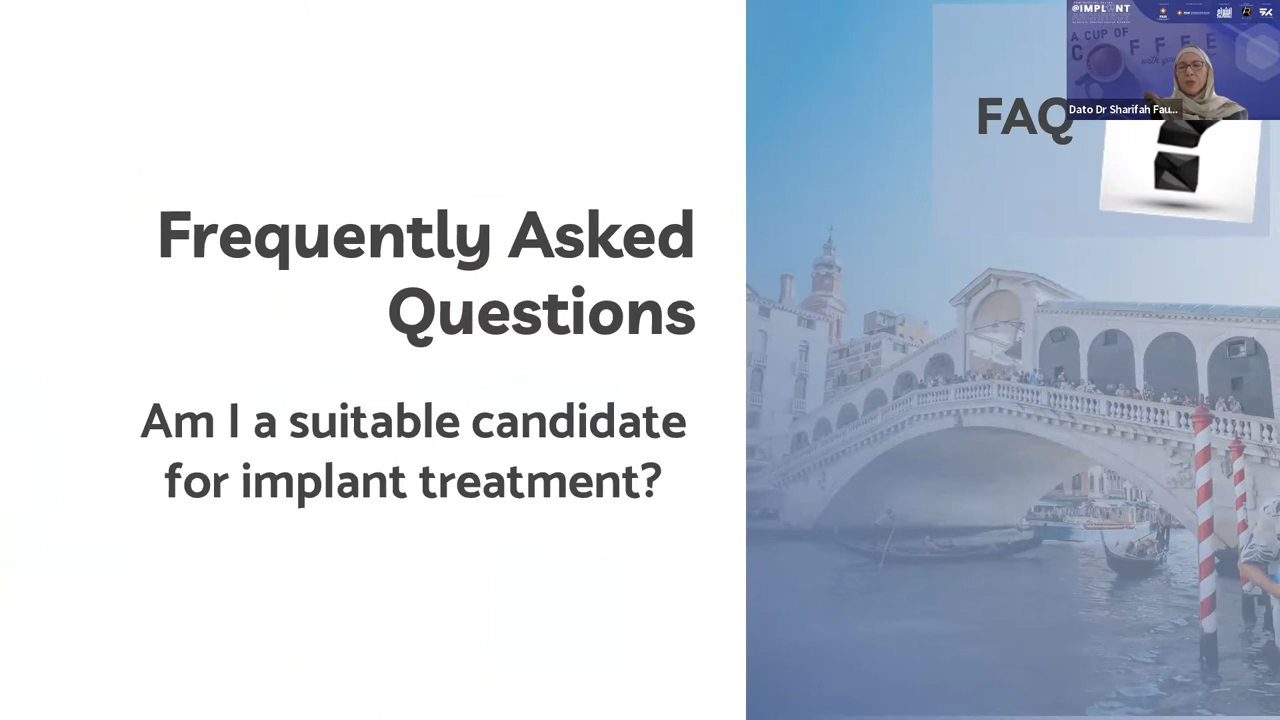 Frequently Asked
Questions
Am I a suitable candidate
for implant treatment?
FAQ
@IMPLANT
A CUP OF
COFFEE
Dato Dr Sharifah Fau...